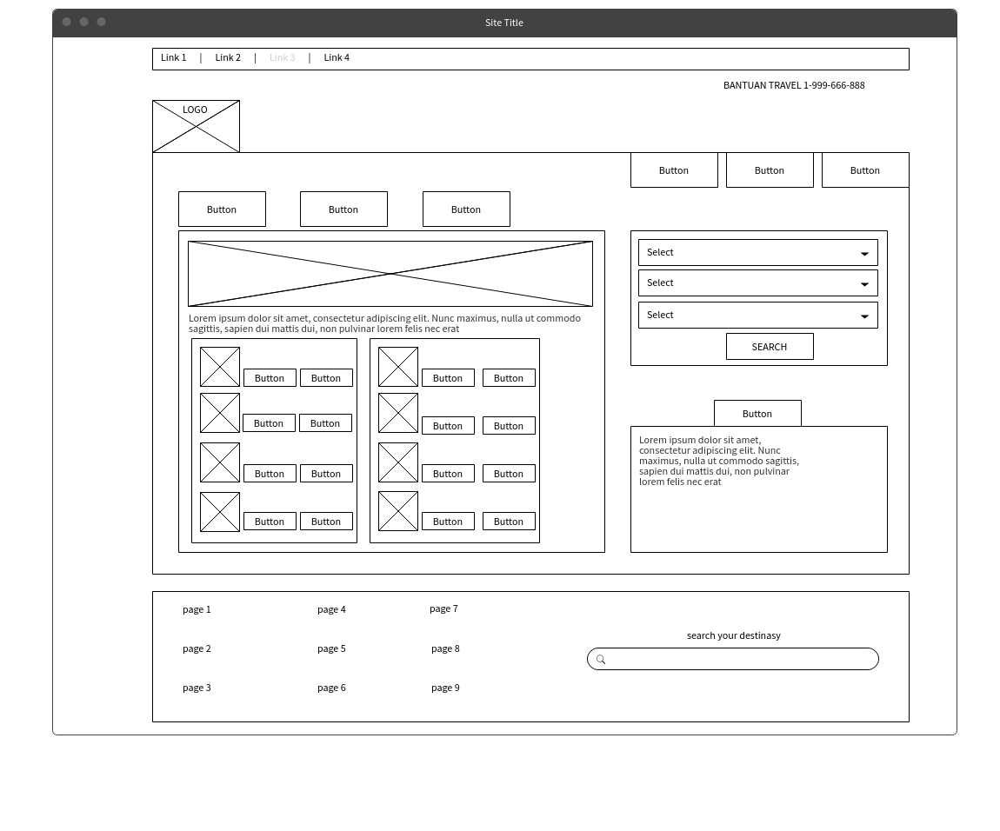 Site Title
Link 1 | Link 2 | Link 3 | Link 4
BANTUAN TRAVEL 1-999-666-888
LOGO
Button Button Button
Button Button Button
Lorem ipsum dolor sit amet, consectetur adipiscing elit. Nunc maximus, nulla ut commodo
sagittis, sapien dui mattis dui, non pulvinar lorem felis nec erat
Button Button
Button Button
Button Button
Button Button
Button Button
Button Button
Button Button
Button Button
Select
Select
Select
SEARCH
Button
Lorem ipsum dolor sit amet,
consectetur adipiscing elit. Nunc
maximus, nulla ut commodo sagittis,
sapien dui mattis dui, non pulvinar
lorem felis nec erat
page 1 page 4 page 7
page 2 page 5 page 8
page 3 page 6 page 9
search your destinasy